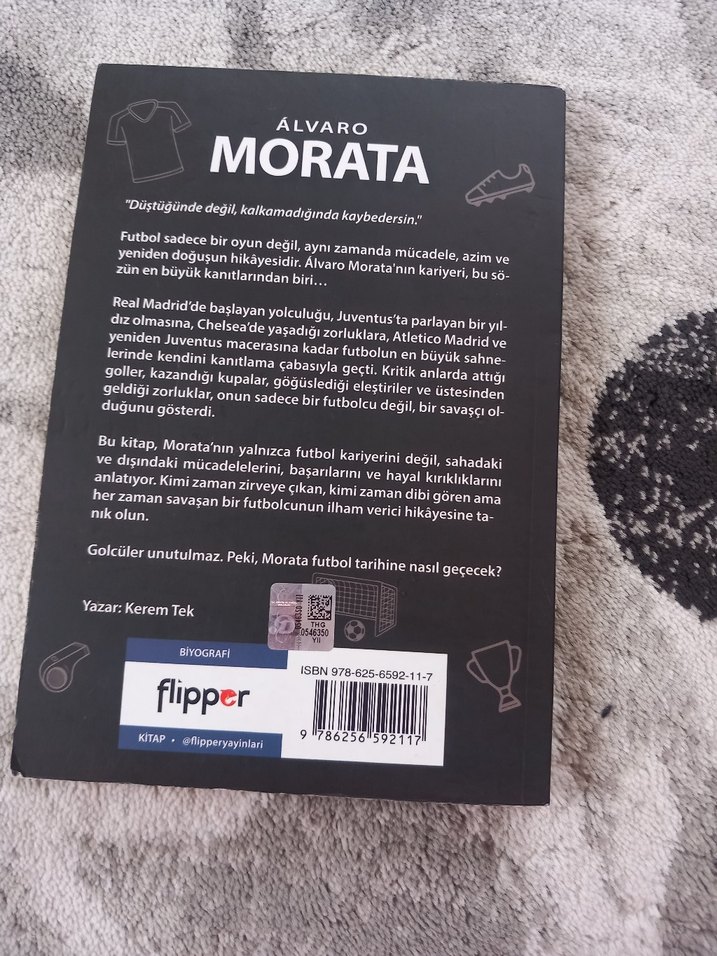 ÁLVARO
MORATA
"Düştüğünde değil, kalkamadığında kaybedersin."
Futbol sadece bir oyun değil, aynı zamanda mücadele, azim ve
yeniden doğuşun hikâyesidir. Álvaro Morata'nın kariyeri, bu sö-
zün en büyük kanıtlarından biri…
Real Madrid'de başlayan yolculuğu, Juventus'ta parlayan bir yıl-
dız olmasına, Chelsea'de yaşadığı zorluklara, Atletico Madrid ve
yeniden Juventus macerasına kadar futbolun en büyük sahne-
lerinde kendini kanıtlama çabasıyla geçti. Kritik anlarda attığı
goller, kazandığı kupalar, göğüslediği eleştiriler ve üstesinden
geldiği zorluklar, onun sadece bir futbolcu değil, bir savaşçı ol-
duğunu gösterdi.
Bu kitap, Morata'nın yalnızca futbol kariyerini değil, sahadaki
ve dışındaki mücadelelerini, başarılarını ve hayal kırıklıklarını
anlatıyor. Kimi zaman zirveye çıkan, kimi zaman dibi gören ama
her zaman savaşan bir futbolcunun ilham verici hikâyesine ta-
nık olun.
Golcüler unutulmaz. Peki, Morata futbol tarihine nasıl geçecek?
Yazar: Kerem Tek
THG
0546350
YII
BİYOGRAFİ
flipper
KİTAP • @flipperyayinlari
ISBN 978-625-6592-11-7
9 786256 592117